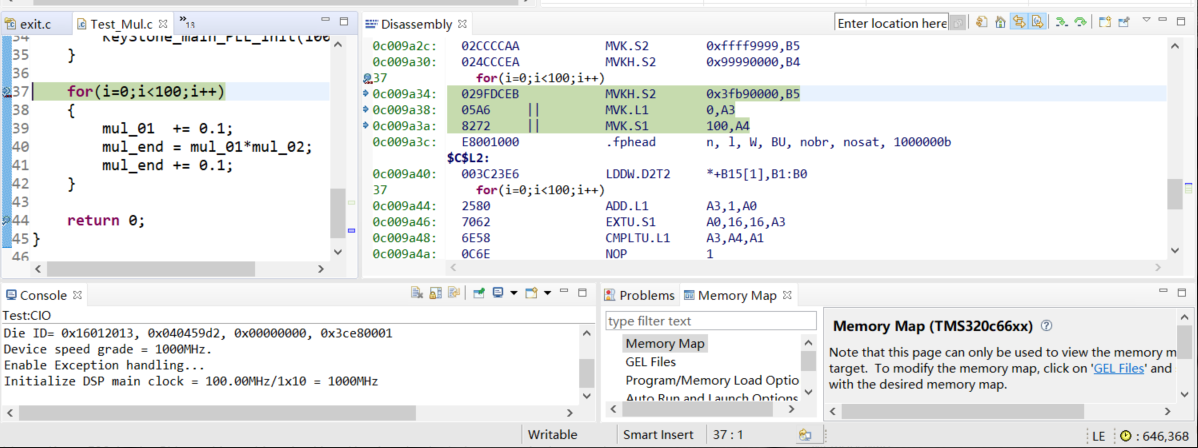 exit.c
Test_Mul.c
»18
34 KeyStone_main_PLL_init(100
35 }
36
37 for(i=0;i<100;i++)
38 {
39 mul_01 += 0.1;
40 mul_end = mul_01*mul_02;
41 mul_end += 0.1;
42 }
43
44 return 0;
45 }
46
Disassembly
Enter location here
0c009a2c: 02CCCCAA MVK.S2 0xffff9999,B5
0c009a30: 024CCCEA MVKH.S2 0x99990000,B4
37 for(i=0;i<100;i++)
0c009a34: 029FDCEB MVKH.S2 0x3fb90000,B5
0c009a38: 05A6 || MVK.L1 0,A3
0c009a3a: 8272 || MVK.S1 100,A4
0c009a3c: E8001000 .fphead n, l, W, BU, nobr, nosat, 1000000b
$C$L2:
0c009a40: 003C23E6 LDDW.D2T2 *+B15[1],B1:B0
37 for(i=0;i<100;i++)
0c009a44: 2580 ADD.L1 A3,1,A0
0c009a46: 7062 EXTU.S1 A0,16,16,A3
0c009a48: 6E58 CMPLTU.L1 A3,A4,A1
0c009a4a: 0C6E NOP 1
Console
Test:CIO
Die ID= 0x16012013, 0x040459d2, 0x00000000, 0x3ce80001
Device speed grade = 1000MHz.
Enable Exception handling...
Initialize DSP main clock = 100.00MHz/1x10 = 1000MHz
Problems
Memory Map
type filter text
Memory Map
GEL Files
Program/Memory Load Optio
Auto Run and Launch Options
Memory Map (TMS320c66xx)
Note that this page can only be used to view the memory m
target. To modify the memory map, click on 'GEL Files' and
with the desired memory map.
Writable
Smart Insert
37 : 1
LE
: 646,368